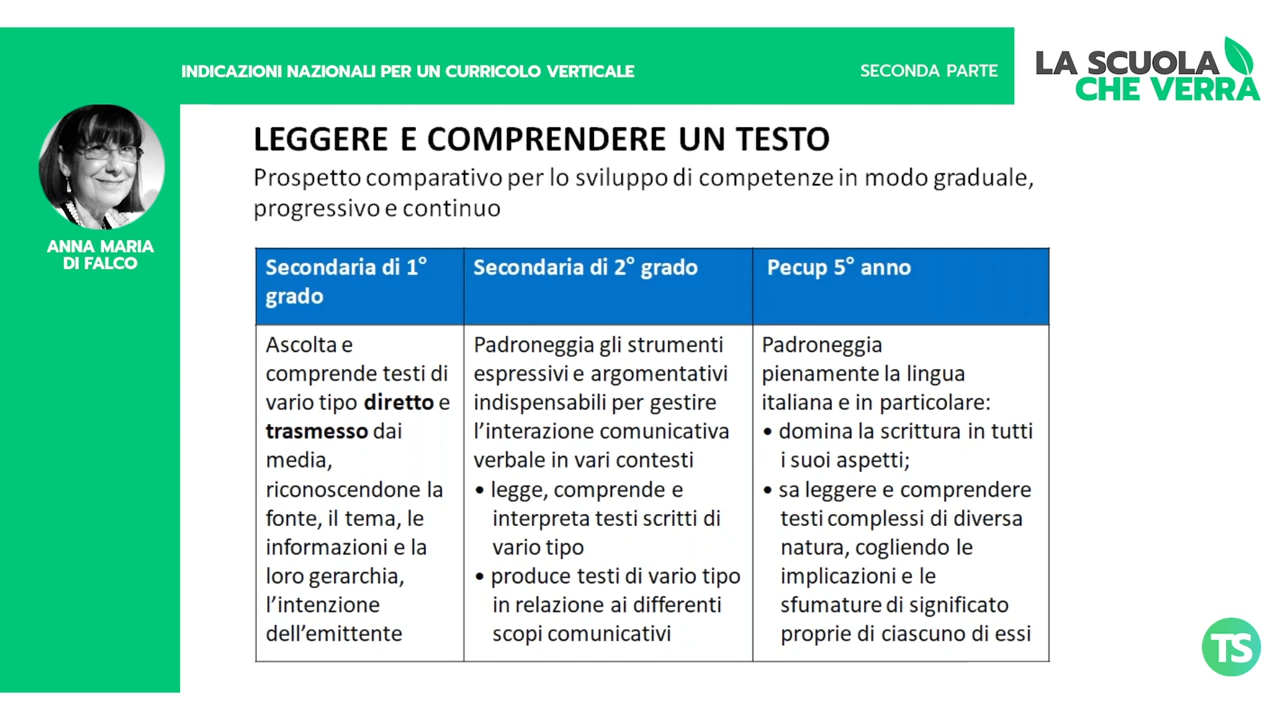 INDICAZIONI NAZIONALI PER UN CURRICOLO VERTICALE
SECONDA PARTE
LA SCUOLA
CHE VERRÀ
ANNA MARIA
DI FALCO
LEGGERE E COMPRENDERE UN TESTO
Prospetto comparativo per lo sviluppo di competenze in modo graduale,
progressivo e continuo
Secondaria di 1°
grado
Secondaria di 2° grado
Pecup 5° anno
Ascolta e
comprende testi di
vario tipo diretto e
trasmesso dai
media,
riconoscendone la
fonte, il tema, le
informazioni e la
loro gerarchia,
l'intenzione
dell'emittente
Padroneggia gli strumenti
espressivi e argomentativi
indispensabili per gestire
l'interazione comunicativa
verbale in vari contesti
• legge, comprende e
interpreta testi scritti di
vario tipo
• produce testi di vario tipo
in relazione ai differenti
scopi comunicativi
Padroneggia
pienamente la lingua
italiana e in particolare:
• domina la scrittura in tutti
i suoi aspetti;
• sa leggere e comprendere
testi complessi di diversa
natura, cogliendo le
implicazioni e le
sfumature di significato
proprie di ciascuno di essi
TS